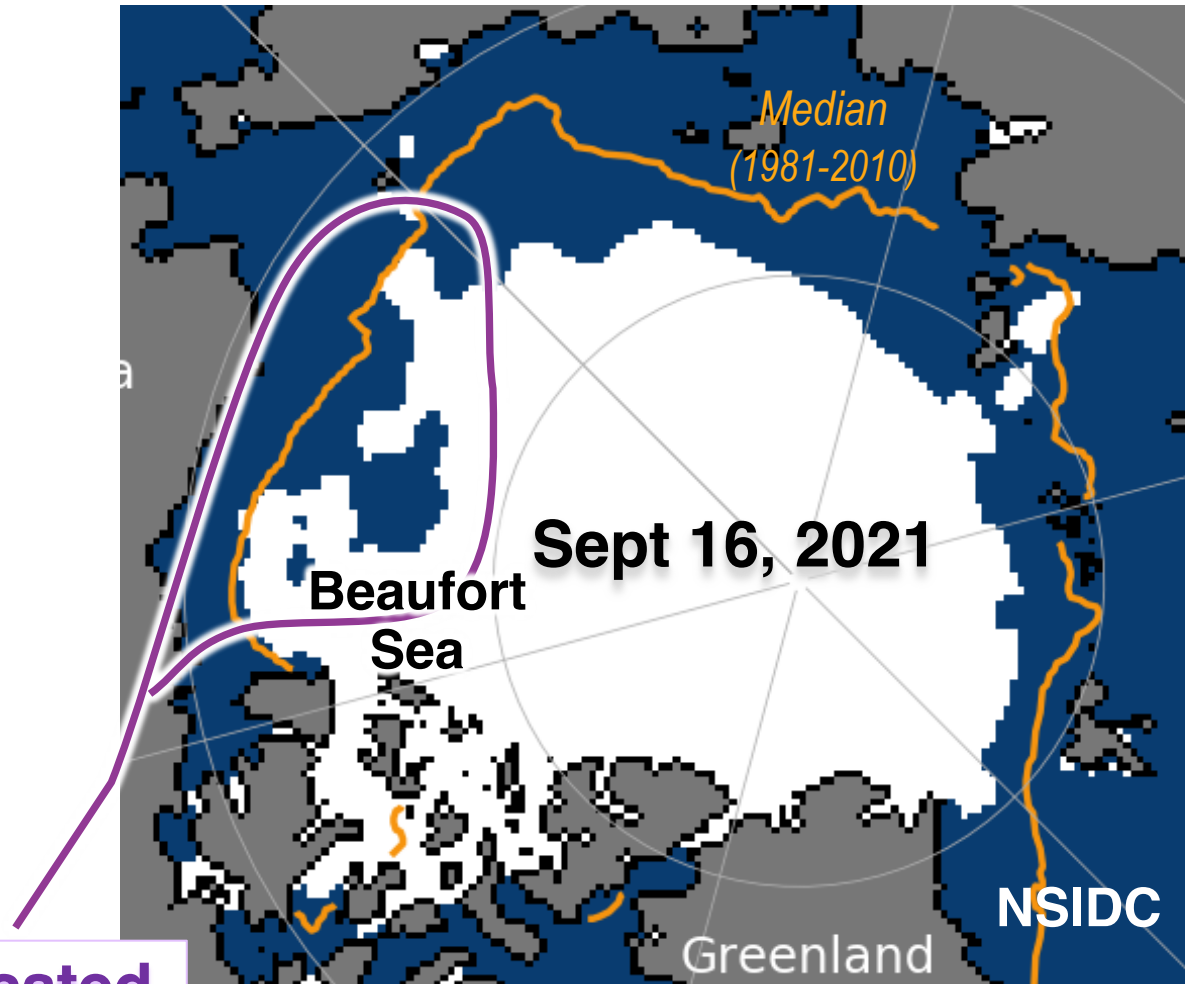 Median
(1981-2010)
a
Sept 16, 2021
Beaufort
Sea
NSIDC
Greenland